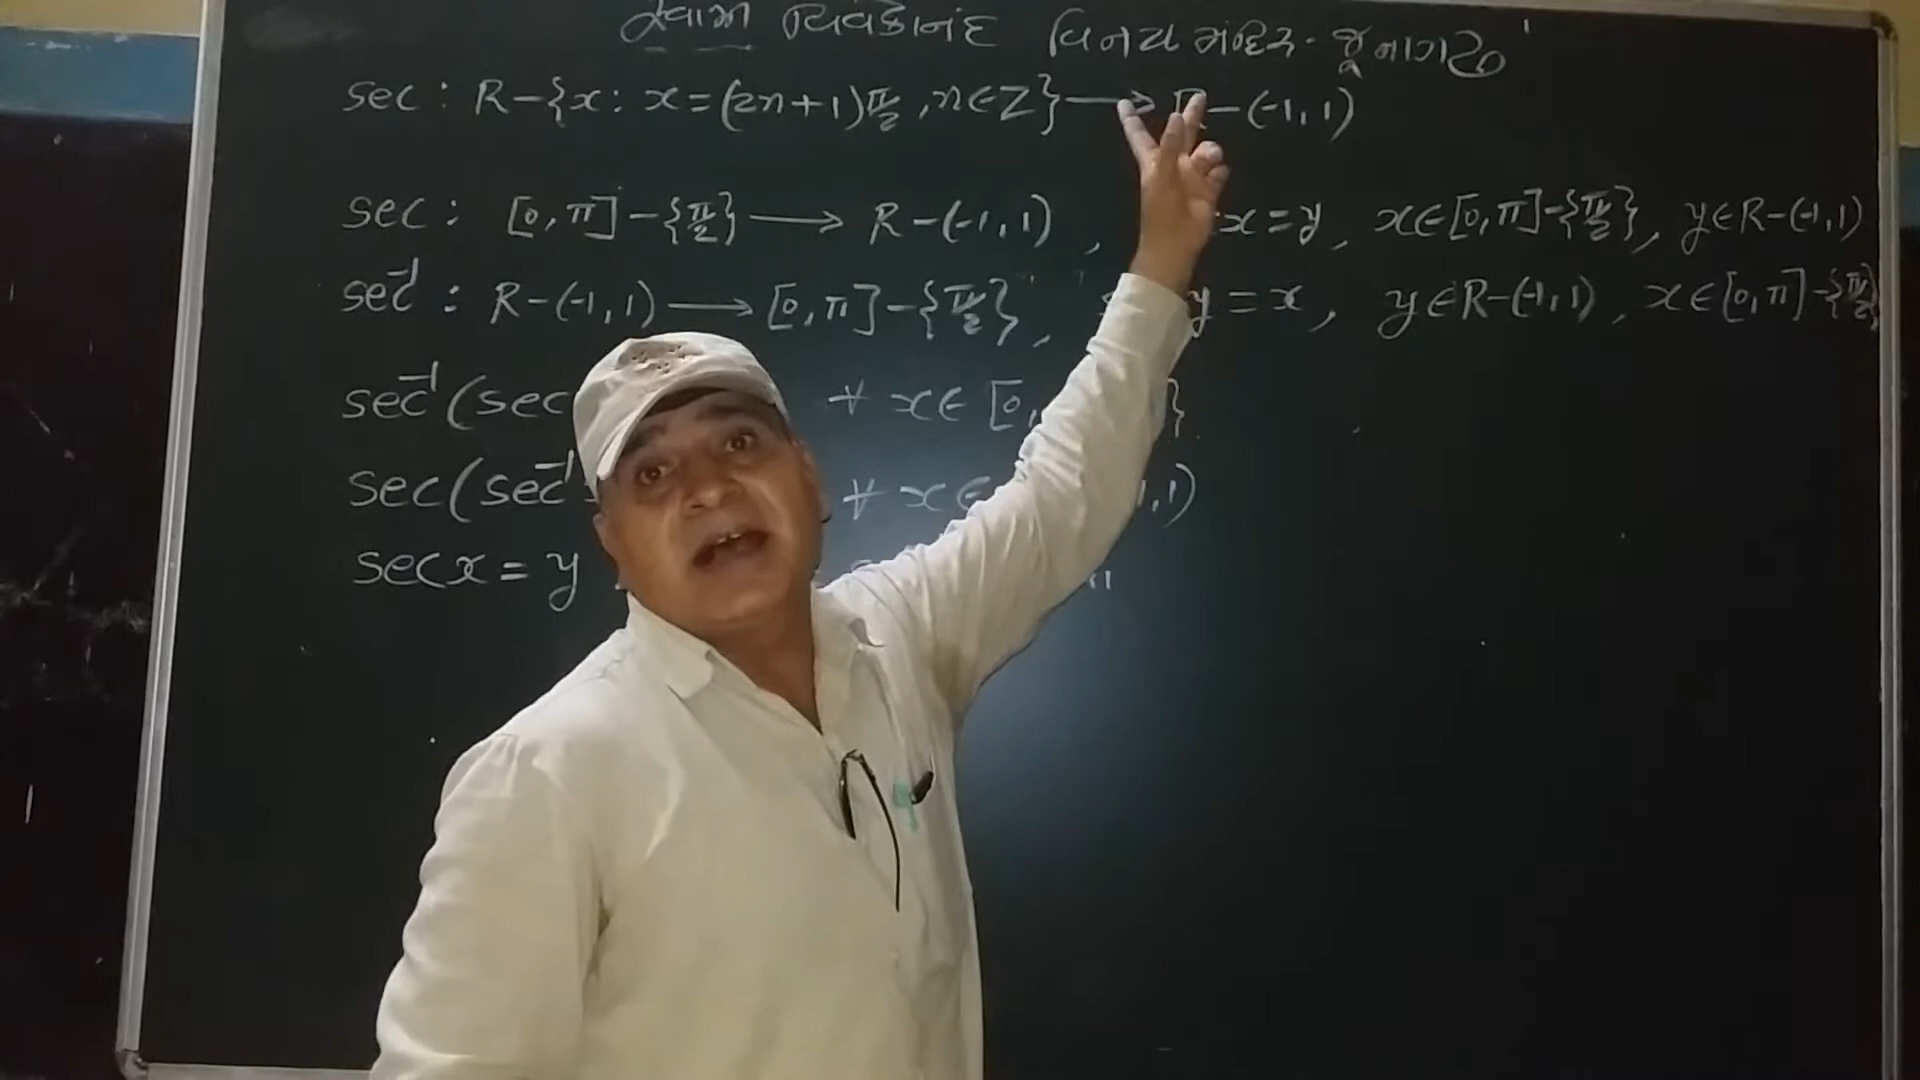 સ્વામી વિવેકાનંદ વિનય મંદિર - જૂનાગઢ
sec : R-{x : x=(2n+1)π/2, n∈Z} → R-(-1,1)
sec : [0,π]-{π/2} → R-(-1,1), x=y, x∈[0,π]-{π/2}, y∈R-(-1,1)
sec⁻¹ : R-(-1,1) → [0,π]-{π/2}, y=x, y∈R-(-1,1), x∈[0,π]-{π/2}
sec⁻¹(sec ∀ x∈[0, }
sec(sec⁻¹ ∀ x∈ ,1)
secx=y